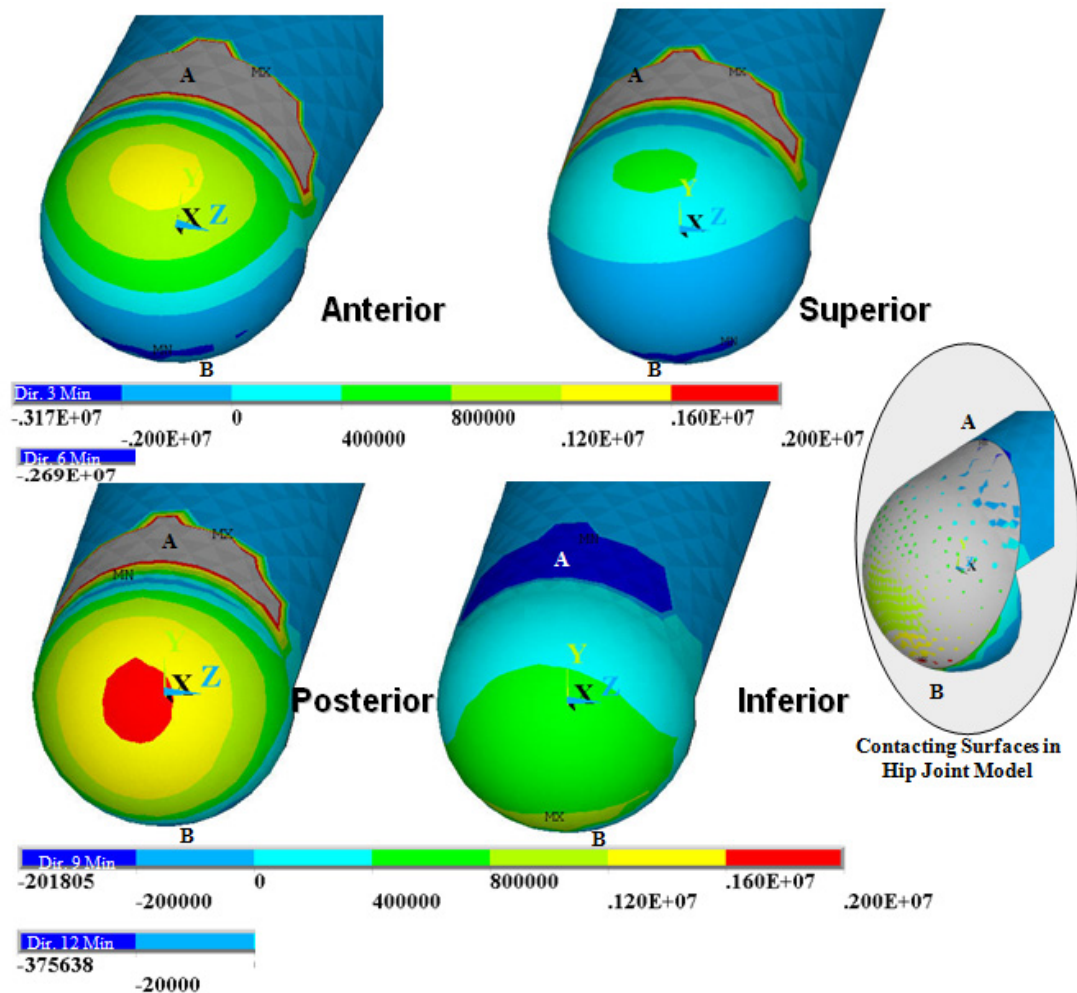 A
MX
Y
X
Z
MN
B
Anterior
A
MX
Y
X
Z
MN
B
Superior
Dir. 3 Min
-.317E+07
0
800000
.160E+07
-.200E+07
400000
.120E+07
.200E+07
Dir. 6 Min
-.269E+07
A
MX
MN
Y
X
Z
B
Posterior
A
MN
Y
X
Z
MX
B
Inferior
A
X
B
Contacting Surfaces in
Hip Joint Model
Dir. 9 Min
-201805
0
800000
.160E+07
-200000
400000
.120E+07
.200E+07
Dir. 12 Min
-375638
-20000